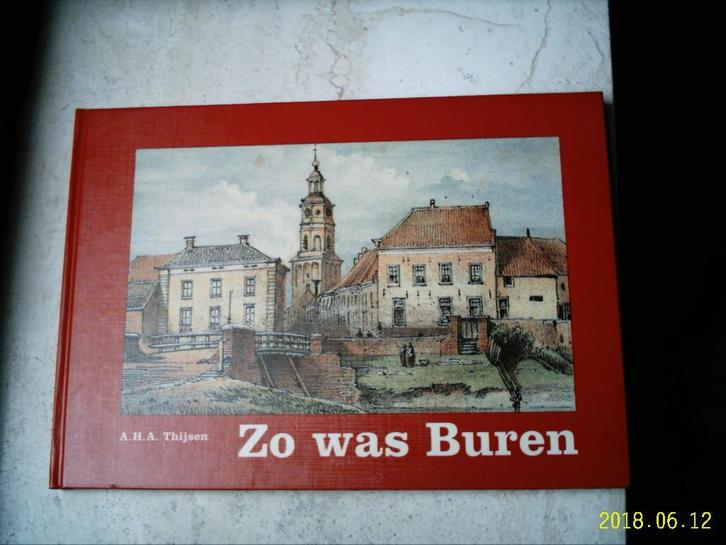 A.H.A. Thijsen
Zo was Buren
2018.06.12